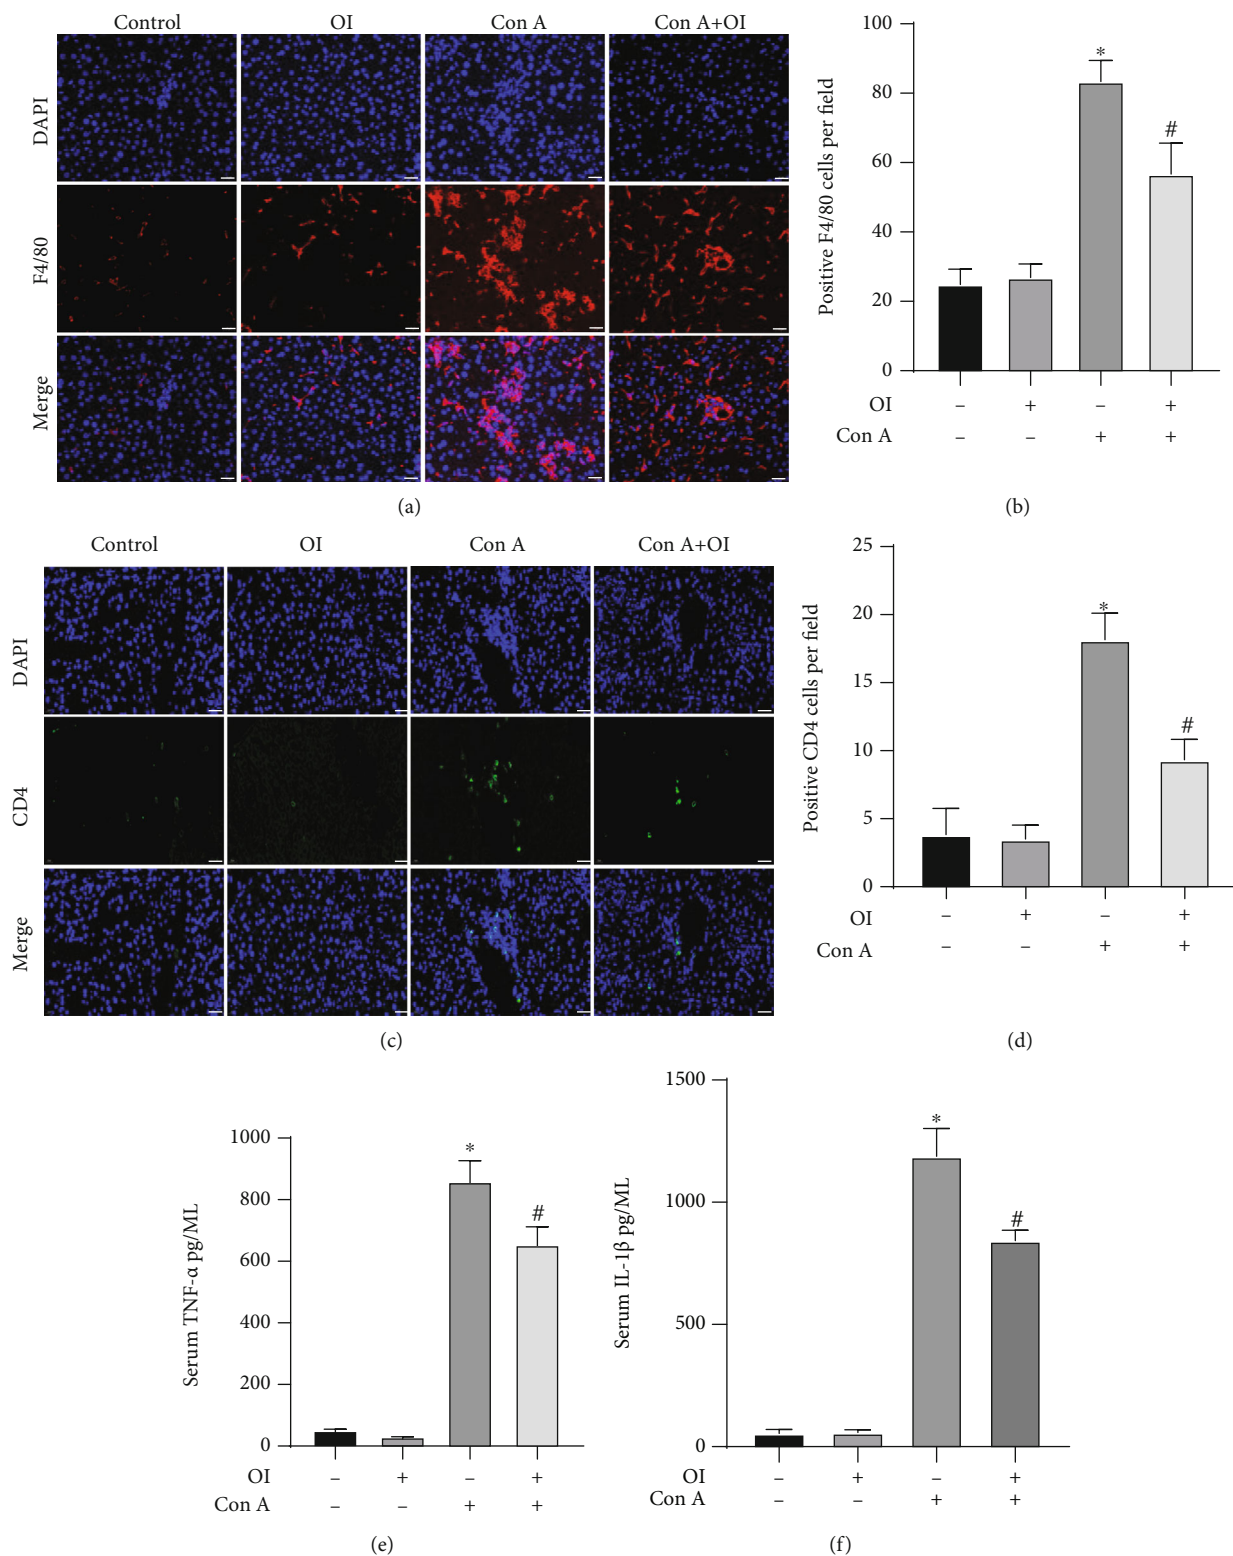 Control OI Con A Con A+OI
DAPI
F4/80
Merge
(a)
100
80
60
40
20
0
Positive F4/80 cells per field
*
#
OI – + – +
Con A – – + +
(b)
Control OI Con A Con A+OI
DAPI
CD4
Merge
(c)
25
20
15
10
5
0
Positive CD4 cells per field
*
#
OI – + – +
Con A – – + +
(d)
1000
800
600
400
200
0
Serum TNF-α pg/ML
*
#
OI – + – +
Con A – – + +
(e)
1500
1000
500
0
Serum IL-1β pg/ML
*
#
OI – + – +
Con A – – + +
(f)